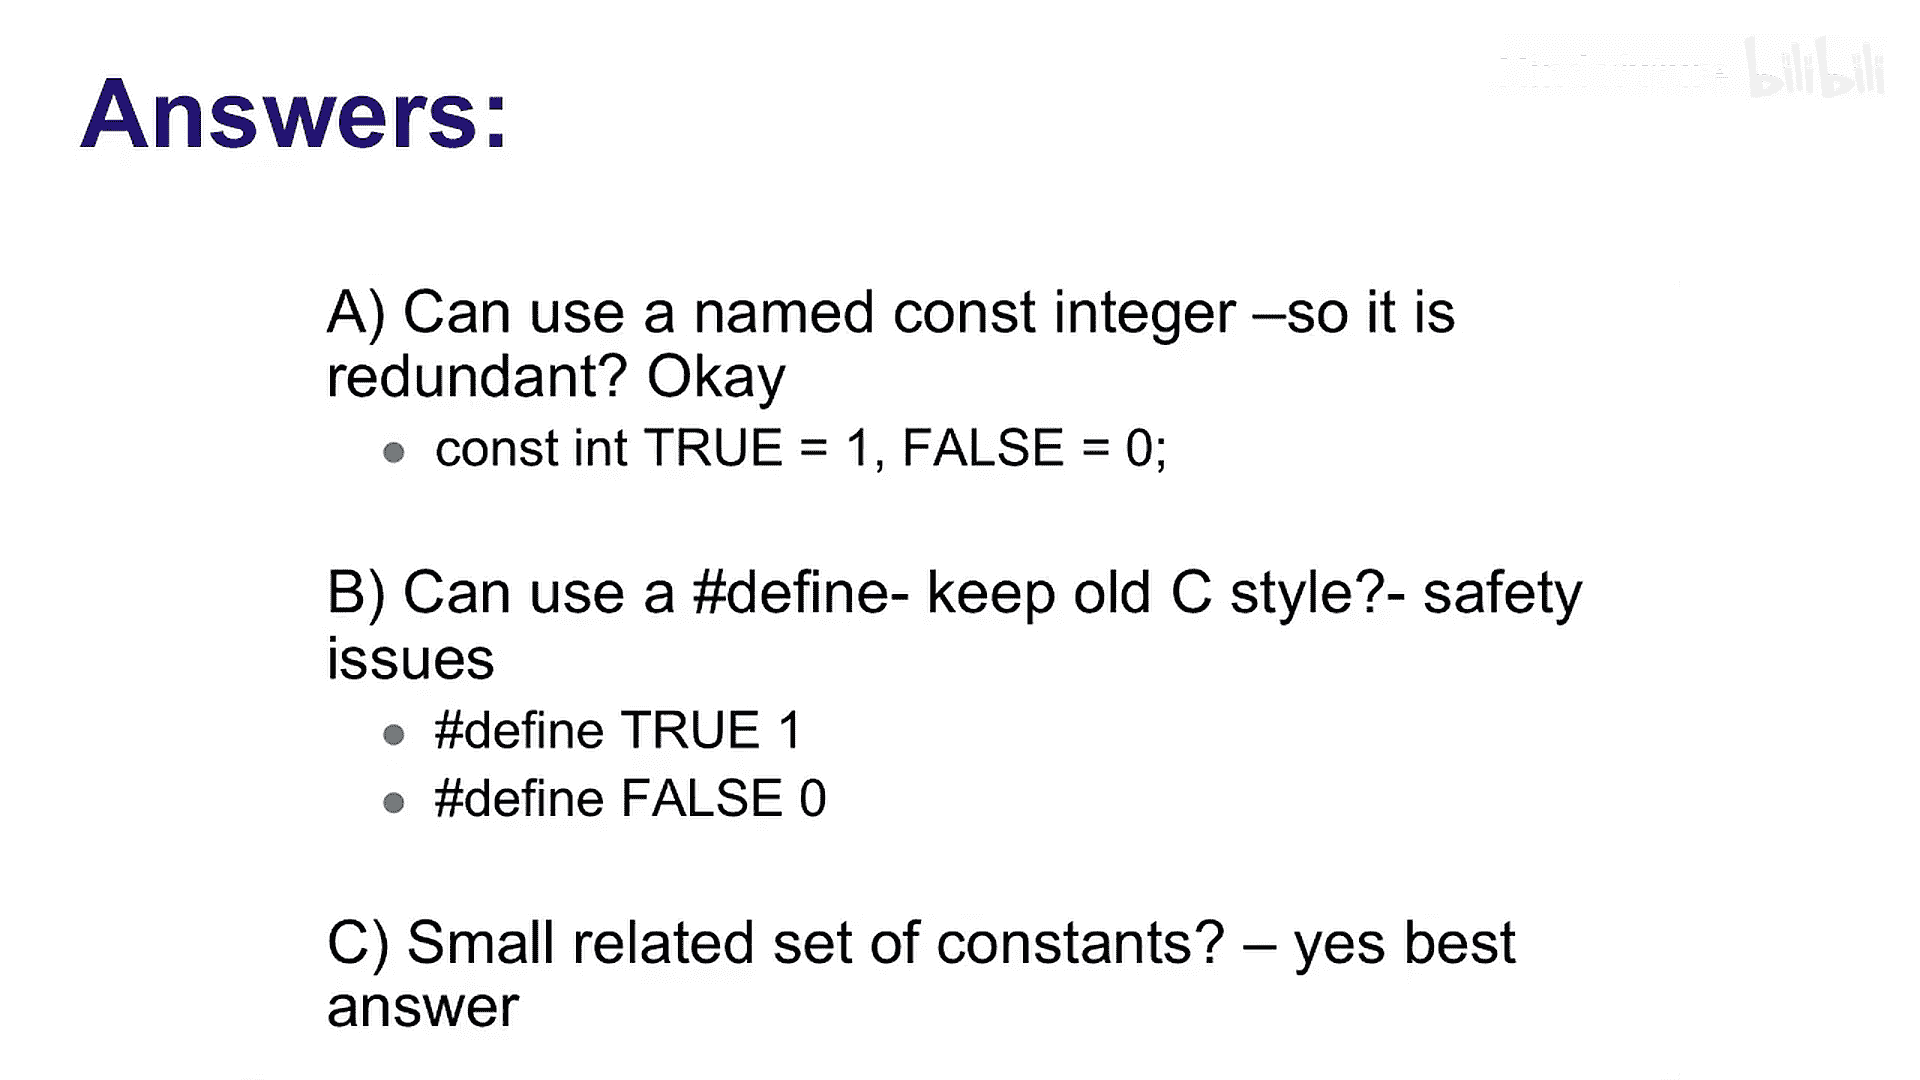 bilibili
Answers:
A) Can use a named const integer –so it is
redundant? Okay
● const int TRUE = 1, FALSE = 0;
B) Can use a #define- keep old C style?- safety
issues
● #define TRUE 1
● #define FALSE 0
C) Small related set of constants? – yes best
answer